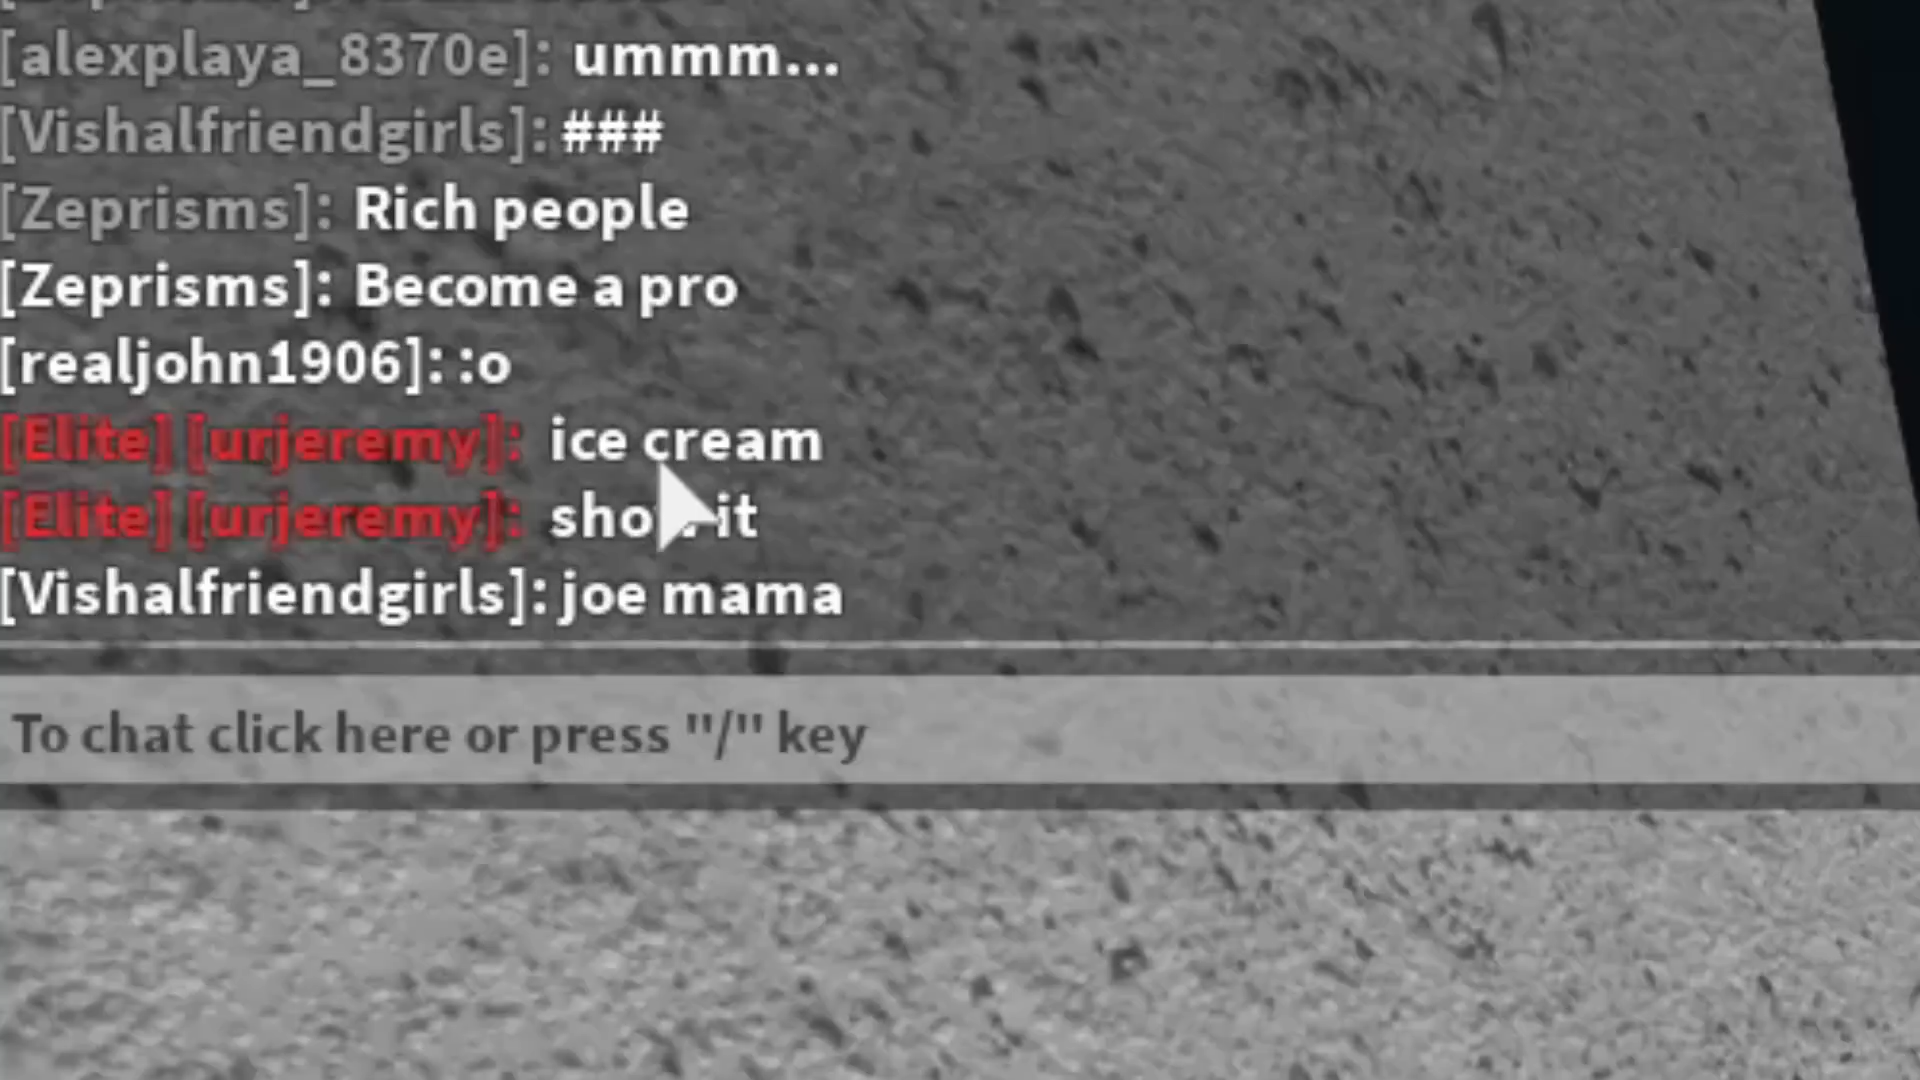 [alexplaya_8370e]: ummm...
[Vishalfriendgirls]: ###
[Zeprisms]: Rich people
[Zeprisms]: Become a pro
[realjohn1906]: :o
[Elite] [urjeremy]: ice cream
[Elite] [urjeremy]: it
[Vishalfriendgirls]: joe mama
To chat click here or press "/" key